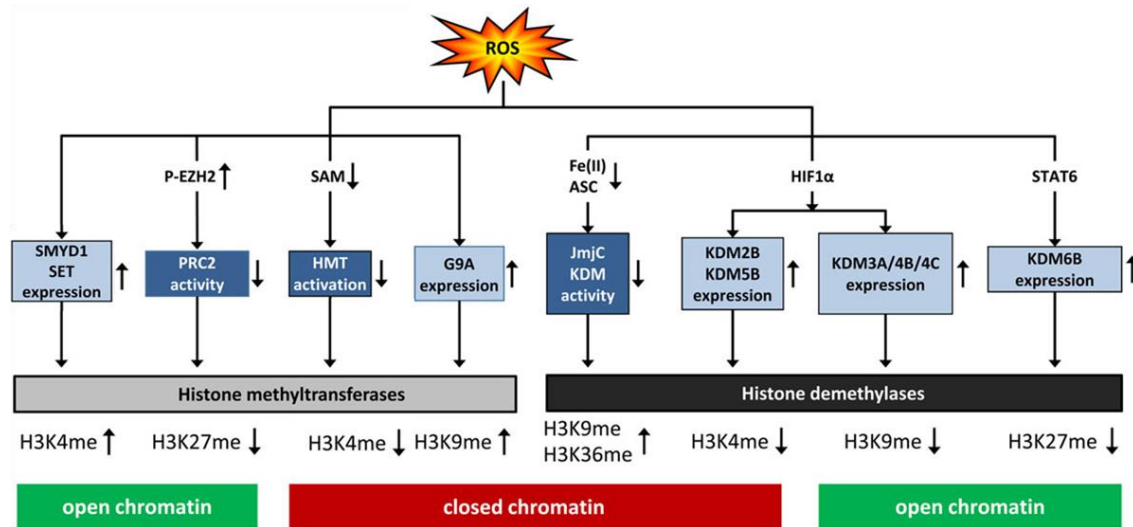 ROS
P-EZH2
SAM
Fe(II)
ASC
HIF1α
STAT6
SMYD1
SET
expression
PRC2
activity
HMT
activation
G9A
expression
JmjC
KDM
activity
KDM2B
KDM5B
expression
KDM3A/4B/4C
expression
KDM6B
expression
Histone methyltransferases
Histone demethylases
H3K4me
H3K27me
H3K4me
H3K9me
H3K9me
H3K36me
H3K4me
H3K9me
H3K27me
open chromatin
closed chromatin
open chromatin